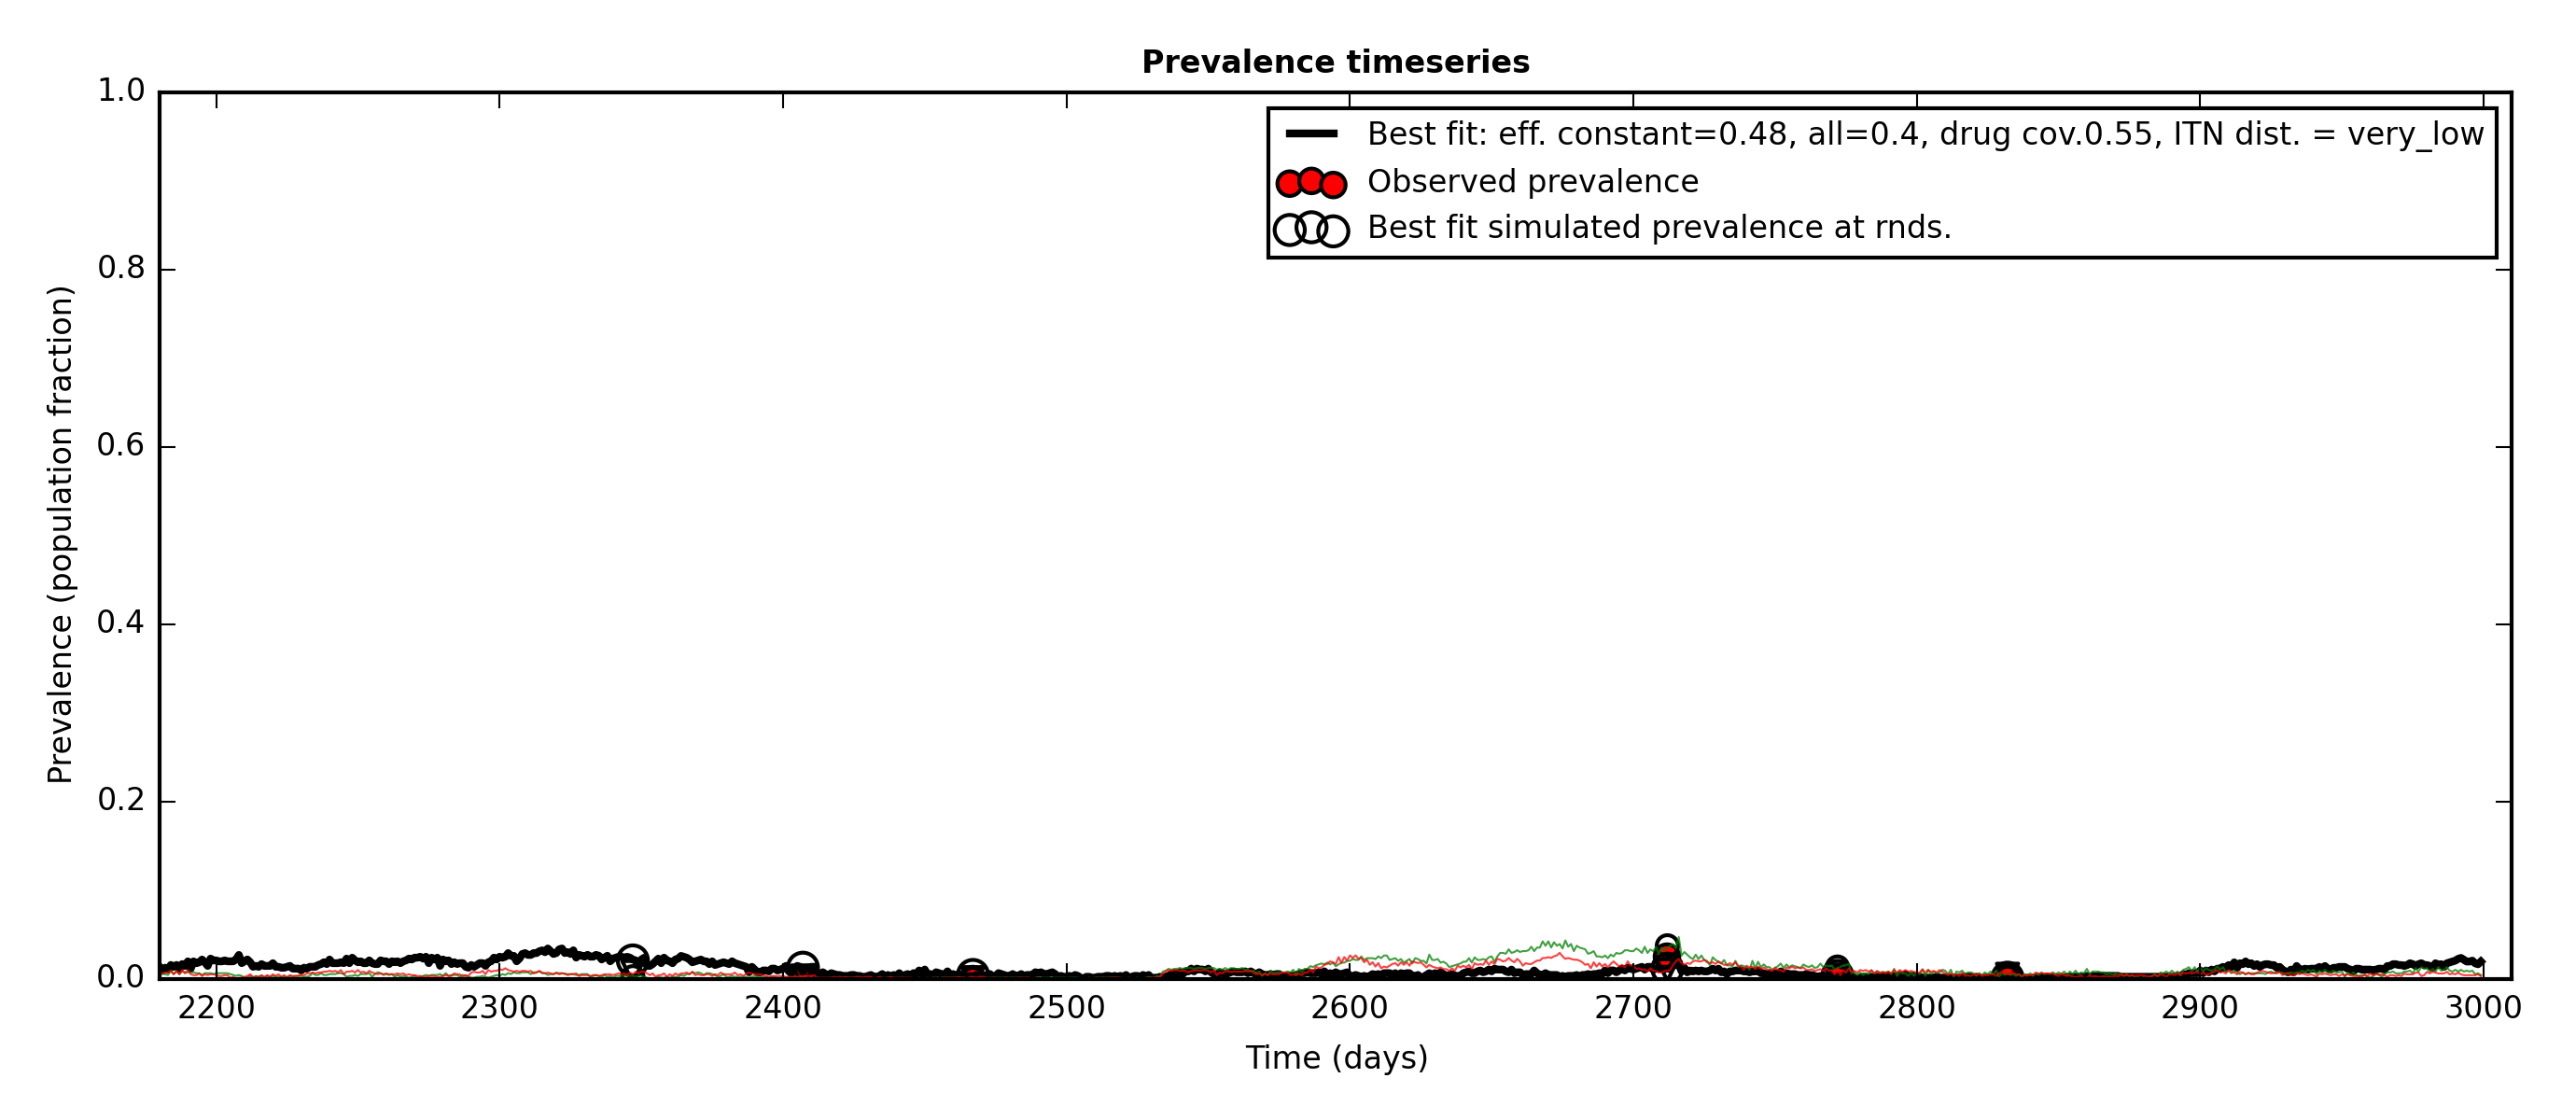 Prevalence timeseries
Best fit: eff. constant=0.48, all=0.4, drug cov.0.55, ITN dist. = very_low
Observed prevalence
Best fit simulated prevalence at rnds.
Prevalence (population fraction)
1.0
0.8
0.6
0.4
0.2
0.0
2200 2300 2400 2500 2600 2700 2800 2900 3000
Time (days)